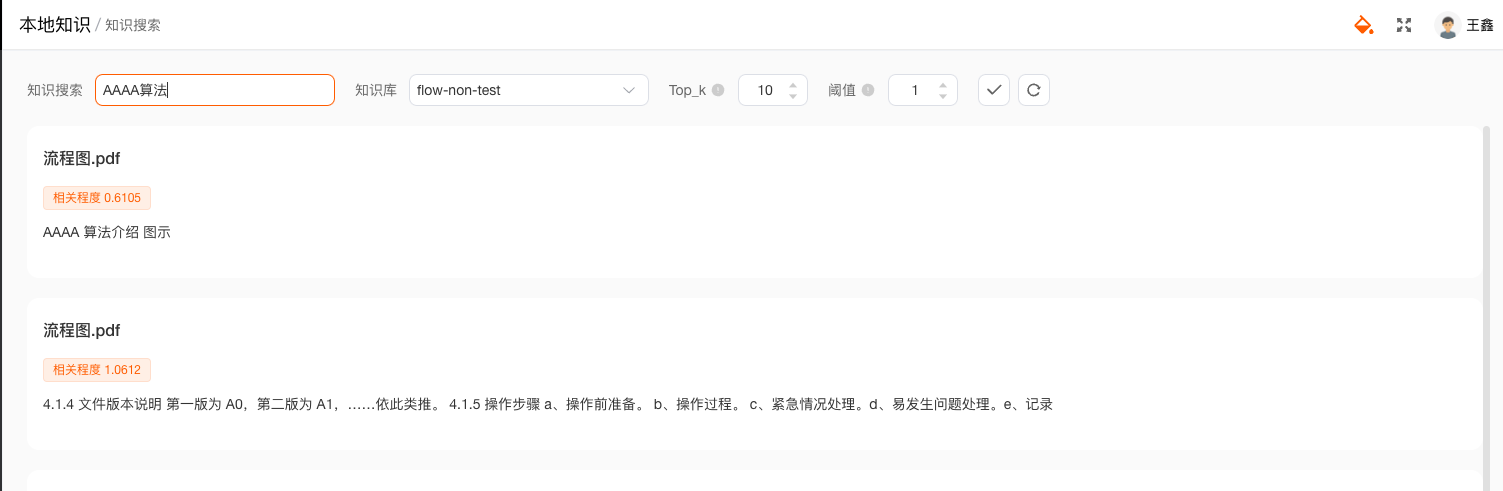 本地知识 / 知识搜索 王鑫
知识搜索 AAAA算法 知识库 flow-non-test Top_k 10 阈值 1
流程图.pdf
相关程度 0.6105
AAAA 算法介绍 图示
流程图.pdf
相关程度 1.0612
4.1.4 文件版本说明 第一版为 A0，第二版为 A1，……依此类推。 4.1.5 操作步骤 a、操作前准备。 b、操作过程。 c、紧急情况处理。d、易发生问题处理。e、记录